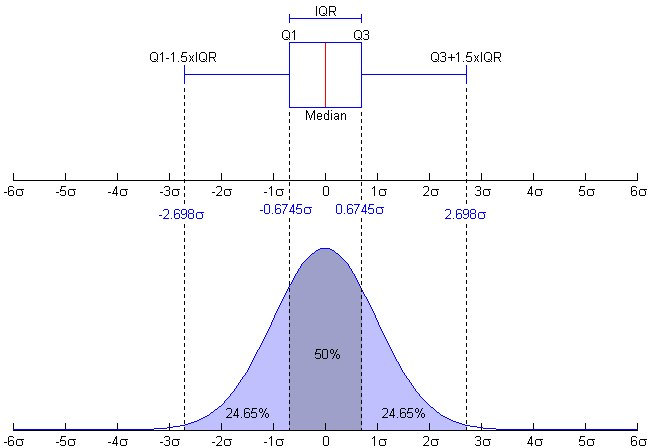 IQR
Q1 Q3
Q1-1.5xIQR Q3+1.5xIQR
Median
-6σ -5σ -4σ -3σ -2σ -1σ 0 1σ 2σ 3σ 4σ 5σ 6σ
-2.698σ -0.6745σ 0.6745σ 2.698σ
50%
24.65% 24.65%
-6σ -5σ -4σ -3σ -2σ -1σ 0 1σ 2σ 3σ 4σ 5σ 6σ